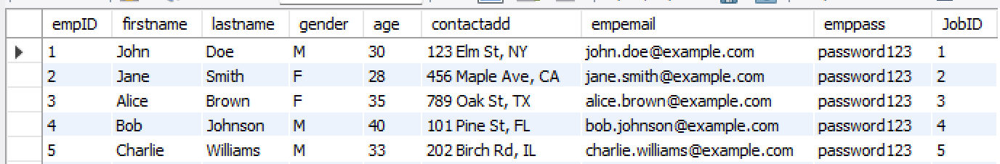 empID firstname lastname gender age contactadd empemail emppass JobID
1 John Doe M 30 123 Elm St, NY john.doe@example.com password123 1
2 Jane Smith F 28 456 Maple Ave, CA jane.smith@example.com password123 2
3 Alice Brown F 35 789 Oak St, TX alice.brown@example.com password123 3
4 Bob Johnson M 40 101 Pine St, FL bob.johnson@example.com password123 4
5 Charlie Williams M 33 202 Birch Rd, IL charlie.williams@example.com password123 5